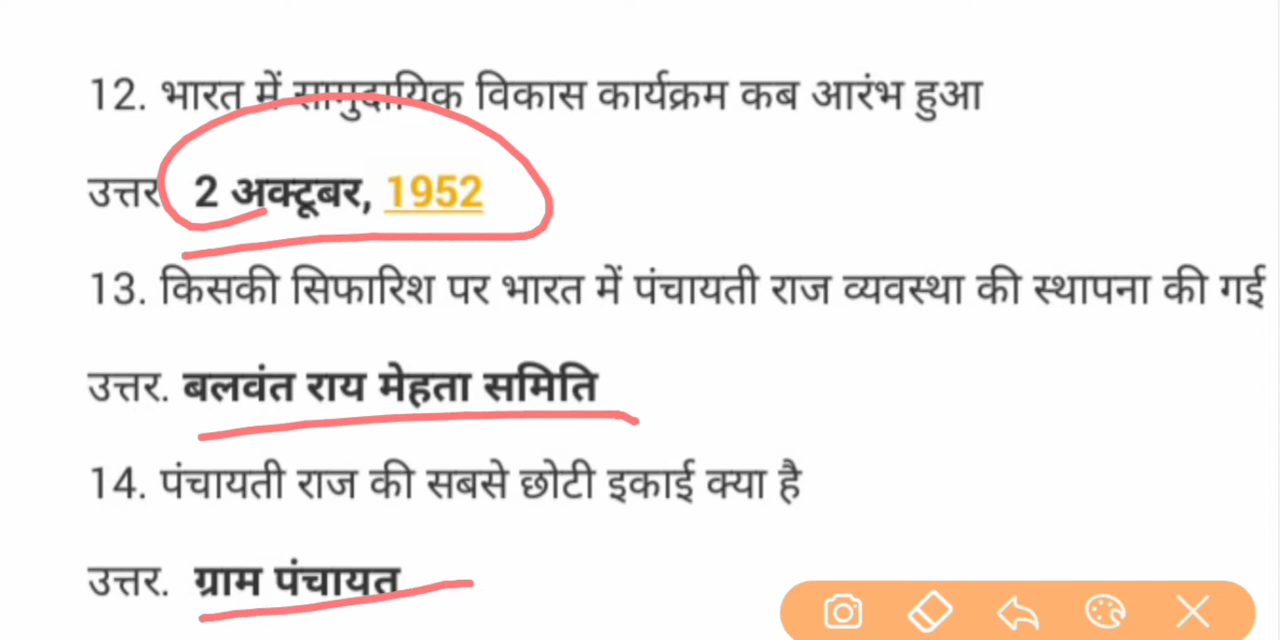 12. भारत में सामुदायिक विकास कार्यक्रम कब आरंभ हुआ
उत्तर 2 अक्टूबर, 1952
13. किसकी सिफारिश पर भारत में पंचायती राज व्यवस्था की स्थापना की गई
उत्तर. बलवंत राय मेहता समिति
14. पंचायती राज की सबसे छोटी इकाई क्या है
उत्तर. ग्राम पंचायत